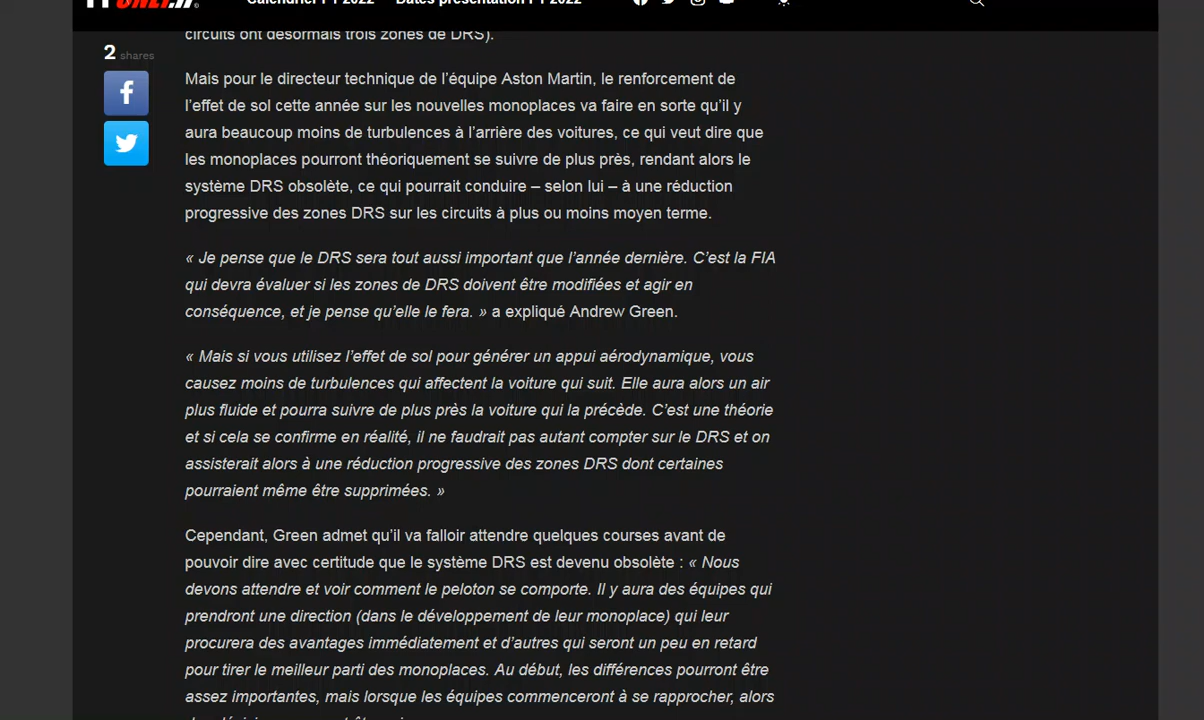 Calendrier F1 2022 Dates présentation F1 2022
circuits ont désormais trois zones de DRS).
2 shares
Mais pour le directeur technique de l’équipe Aston Martin, le renforcement de
l’effet de sol cette année sur les nouvelles monoplaces va faire en sorte qu’il y
aura beaucoup moins de turbulences à l’arrière des voitures, ce qui veut dire que
les monoplaces pourront théoriquement se suivre de plus près, rendant alors le
système DRS obsolète, ce qui pourrait conduire – selon lui – à une réduction
progressive des zones DRS sur les circuits à plus ou moins moyen terme.
« Je pense que le DRS sera tout aussi important que l’année dernière. C’est la FIA
qui devra évaluer si les zones de DRS doivent être modifiées et agir en
conséquence, et je pense qu’elle le fera. » a expliqué Andrew Green.
« Mais si vous utilisez l’effet de sol pour générer un appui aérodynamique, vous
causez moins de turbulences qui affectent la voiture qui suit. Elle aura alors un air
plus fluide et pourra suivre de plus près la voiture qui la précède. C’est une théorie
et si cela se confirme en réalité, il ne faudrait pas autant compter sur le DRS et on
assisterait alors à une réduction progressive des zones DRS dont certaines
pourraient même être supprimées. »
Cependant, Green admet qu’il va falloir attendre quelques courses avant de
pouvoir dire avec certitude que le système DRS est devenu obsolète : « Nous
devons attendre et voir comment le peloton se comporte. Il y aura des équipes qui
prendront une direction (dans le développement de leur monoplace) qui leur
procurera des avantages immédiatement et d’autres qui seront un peu en retard
pour tirer le meilleur parti des monoplaces. Au début, les différences pourront être
assez importantes, mais lorsque les équipes commenceront à se rapprocher, alors